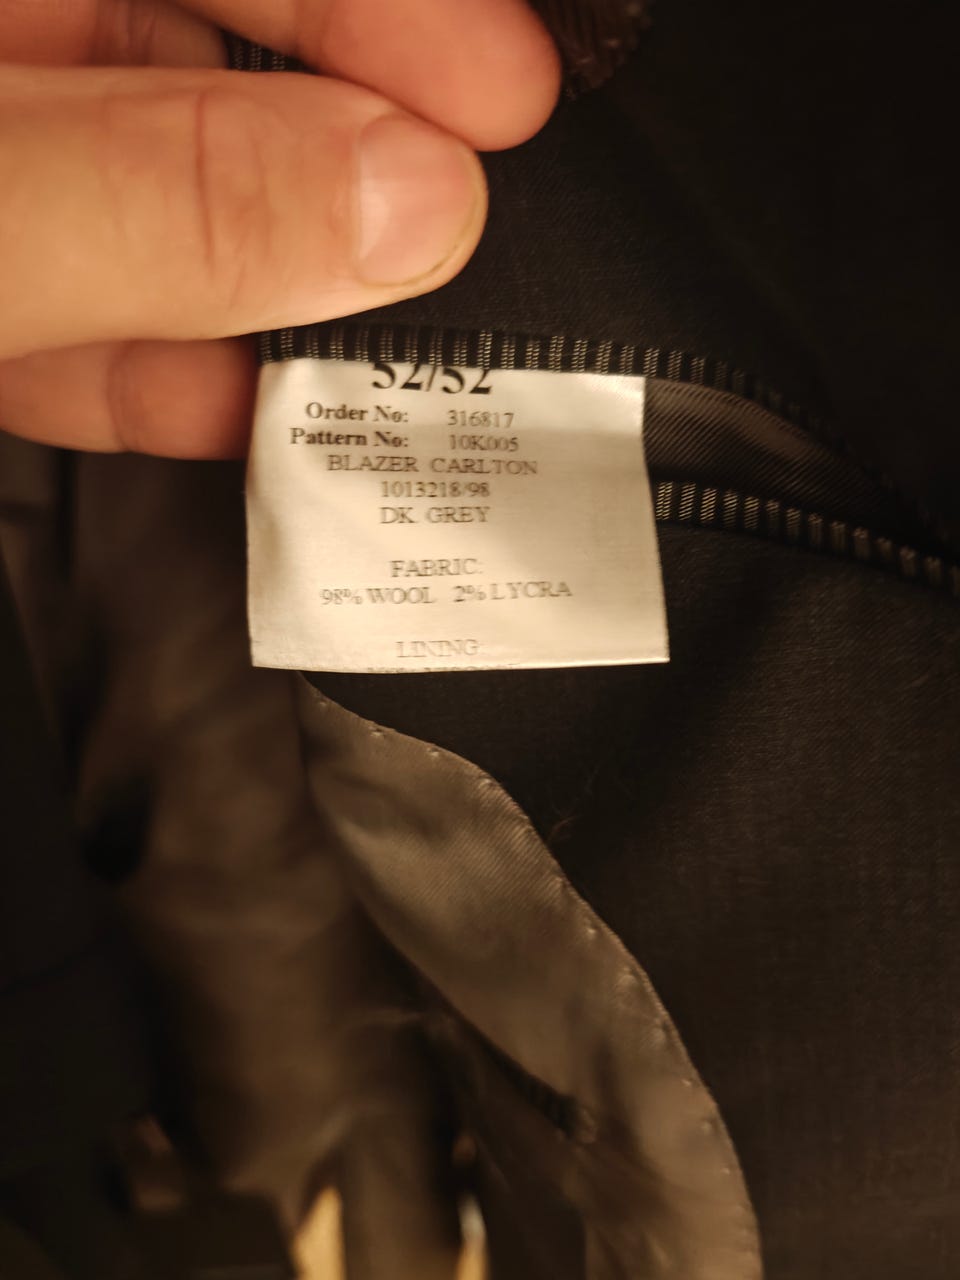 52/52
Order No: 316817
Pattern No: 10K005
BLAZER CARLTON
1013218/98
DK. GREY
FABRIC:
98% WOOL 2% LYCRA
LINING: